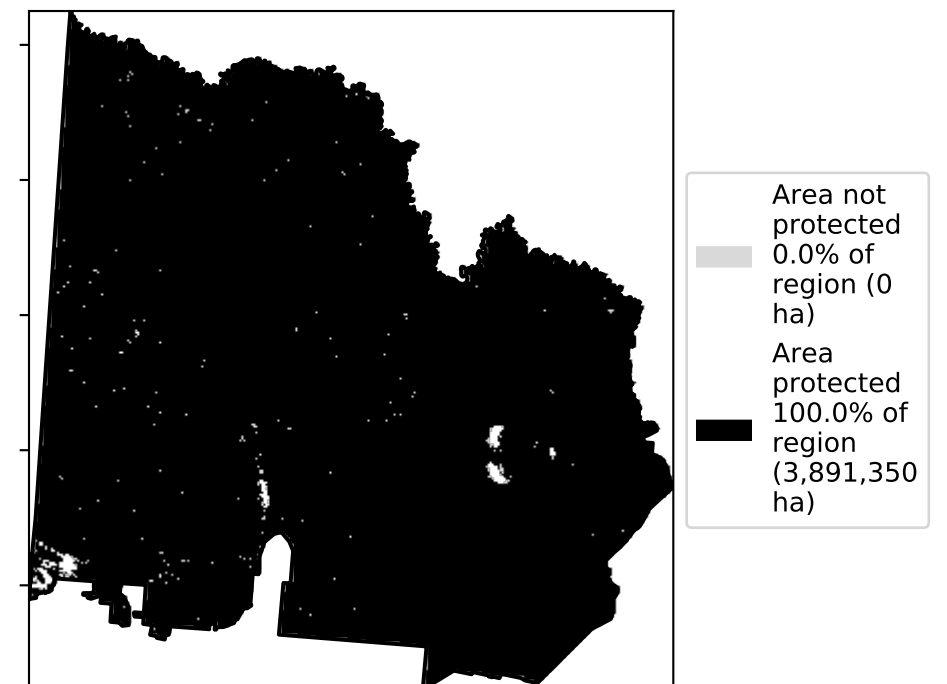 Area not
protected
0.0% of
region (0
ha)
Area
protected
100.0% of
region
(3,891,350
ha)